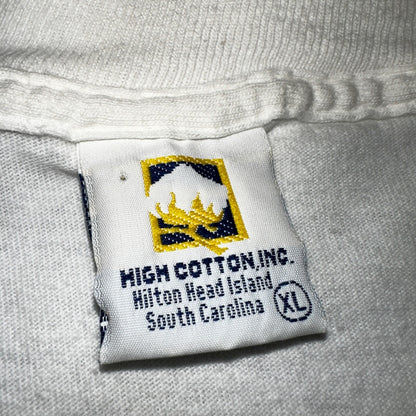 HIGH COTTON, INC.
Hilton Head Island
South Carolina
XL